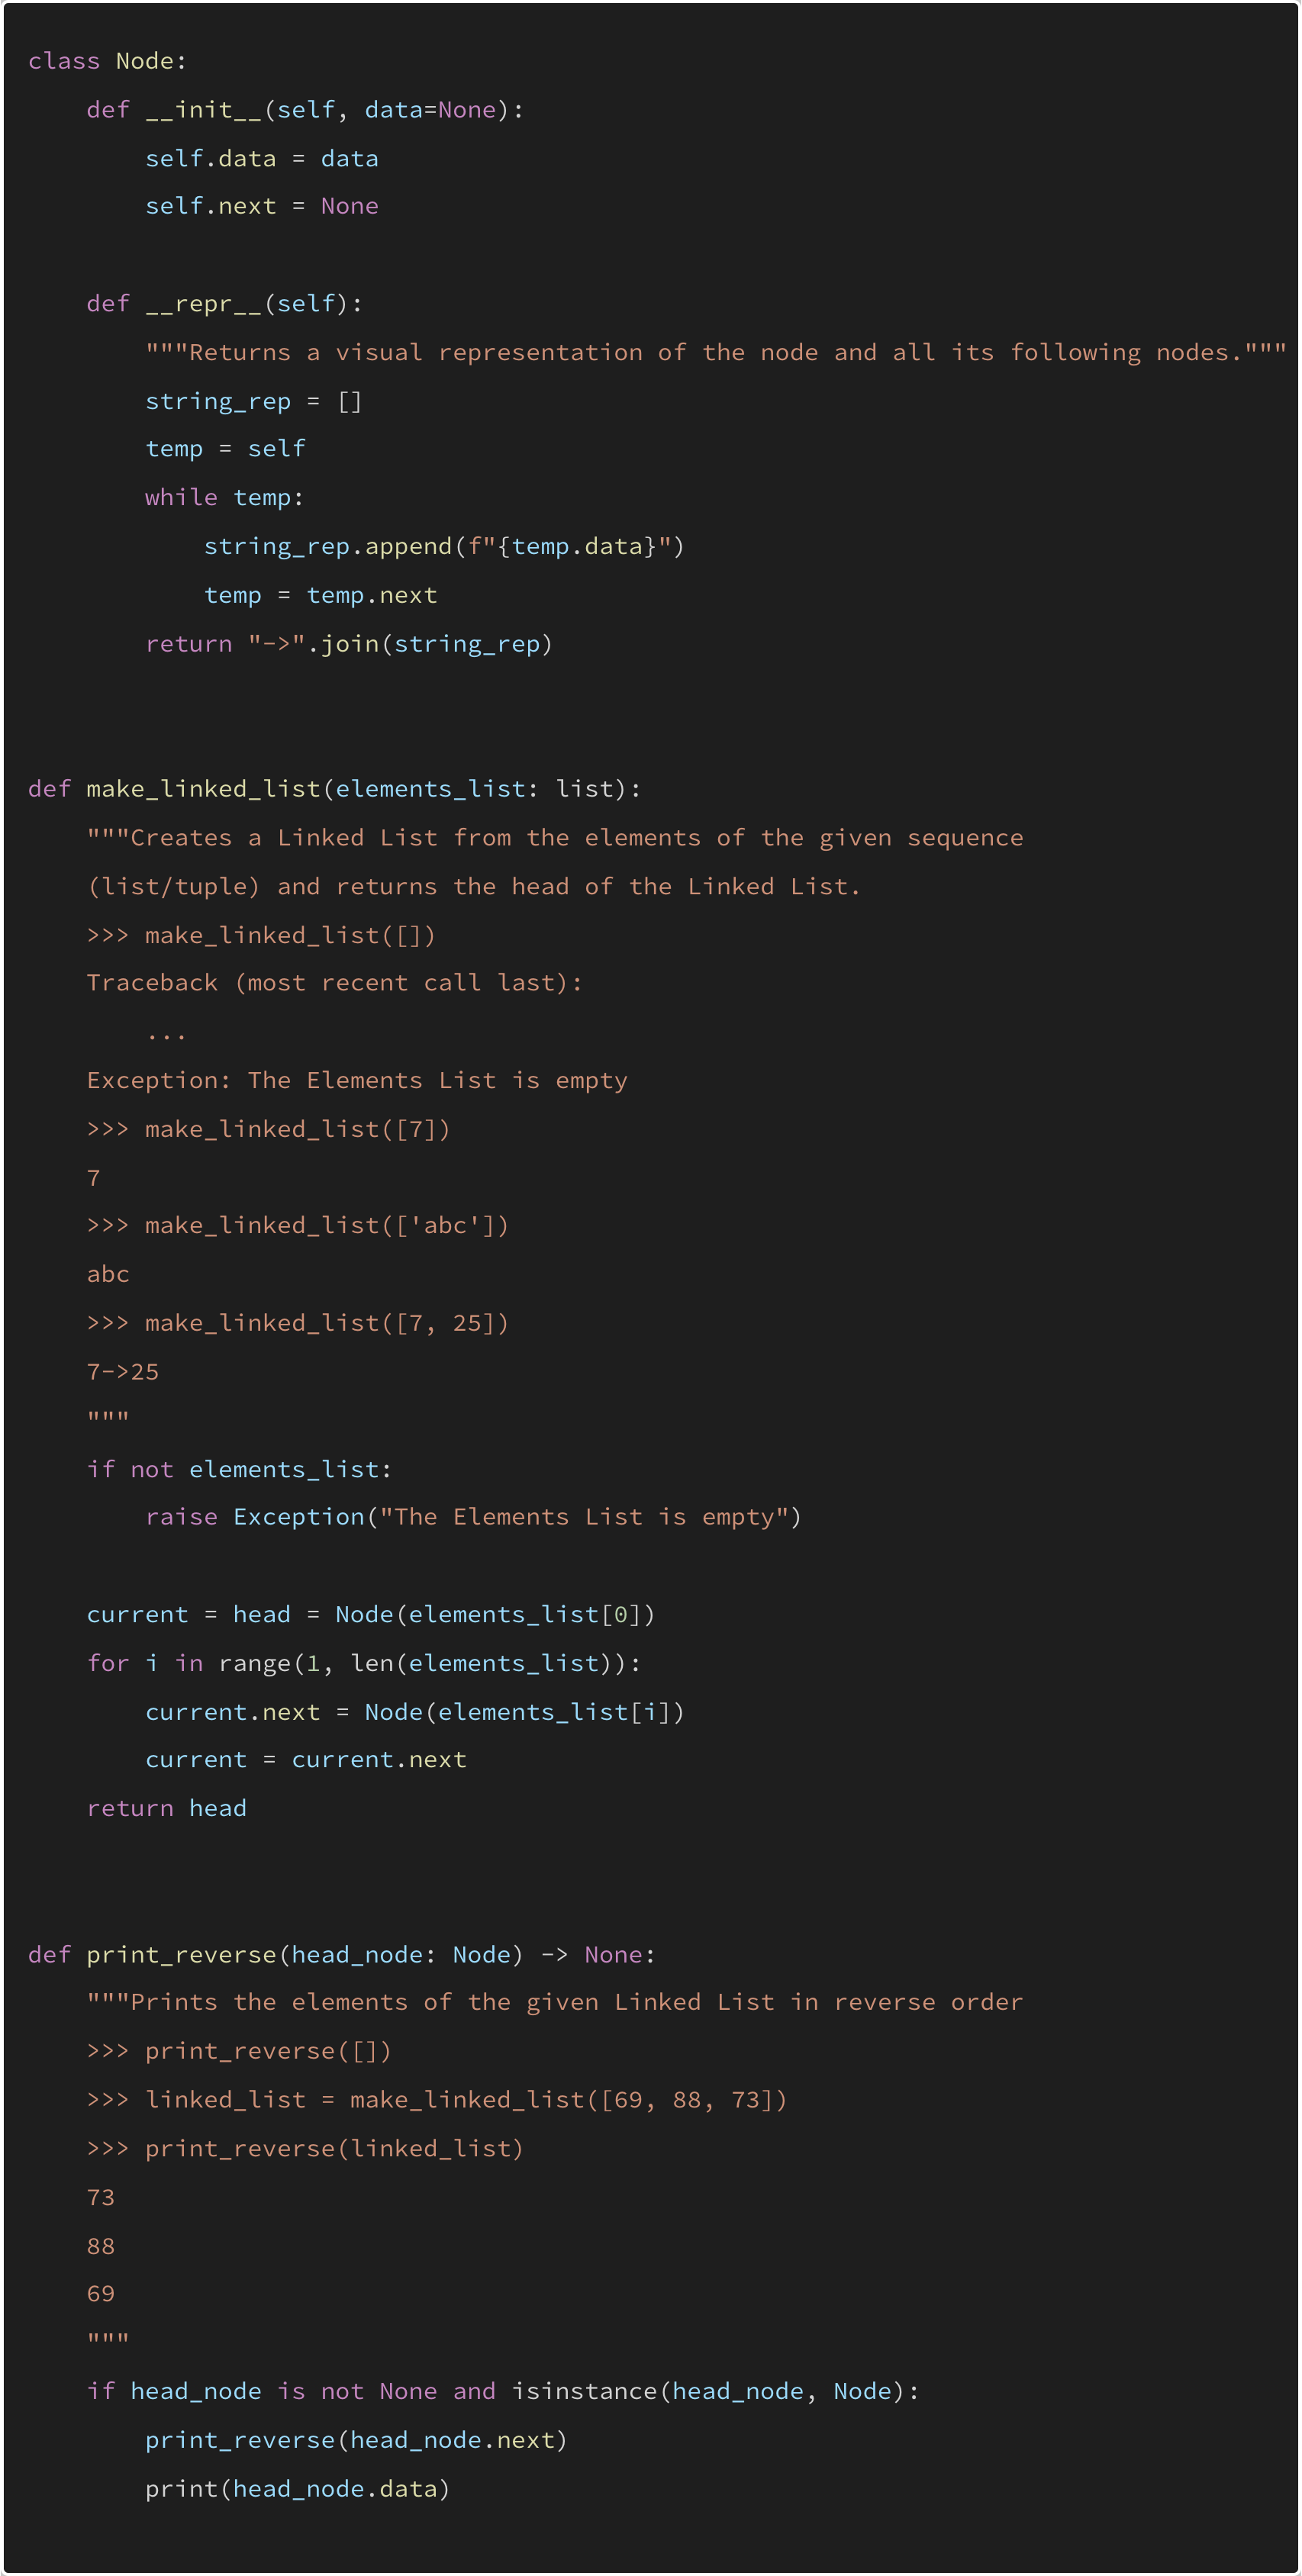 class Node:
    def __init__(self, data=None):
        self.data = data
        self.next = None

    def __repr__(self):
        """Returns a visual representation of the node and all its following nodes."""
        string_rep = []
        temp = self
        while temp:
            string_rep.append(f"{temp.data}")
            temp = temp.next
        return "->".join(string_rep)


def make_linked_list(elements_list: list):
    """Creates a Linked List from the elements of the given sequence
    (list/tuple) and returns the head of the Linked List.
    >>> make_linked_list([])
    Traceback (most recent call last):
        ...
    Exception: The Elements List is empty
    >>> make_linked_list([7])
    7
    >>> make_linked_list(['abc'])
    abc
    >>> make_linked_list([7, 25])
    7->25
    """
    if not elements_list:
        raise Exception("The Elements List is empty")

    current = head = Node(elements_list[0])
    for i in range(1, len(elements_list)):
        current.next = Node(elements_list[i])
        current = current.next
    return head


def print_reverse(head_node: Node) -> None:
    """Prints the elements of the given Linked List in reverse order
    >>> print_reverse([])
    >>> linked_list = make_linked_list([69, 88, 73])
    >>> print_reverse(linked_list)
    73
    88
    69
    """
    if head_node is not None and isinstance(head_node, Node):
        print_reverse(head_node.next)
        print(head_node.data)